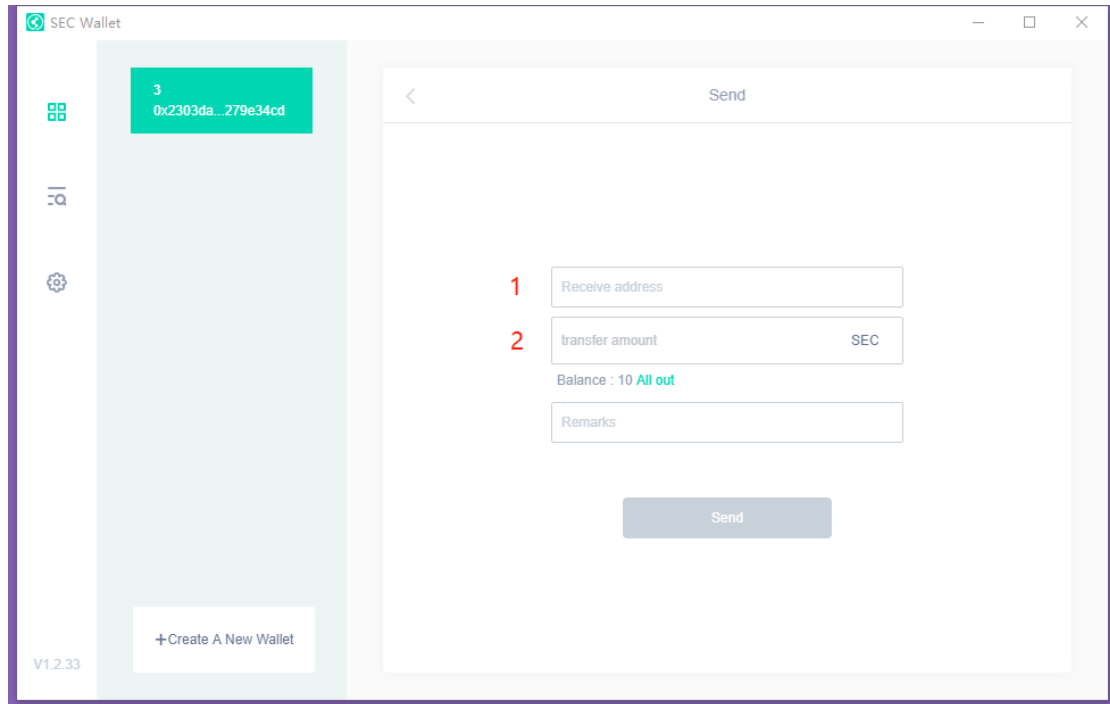 SEC Wallet
3
0x2303da...279e34cd
Send
1
Receive address
2
transfer amount SEC
Balance : 10 All out
Remarks
Send
+Create A New Wallet
V1.2.33